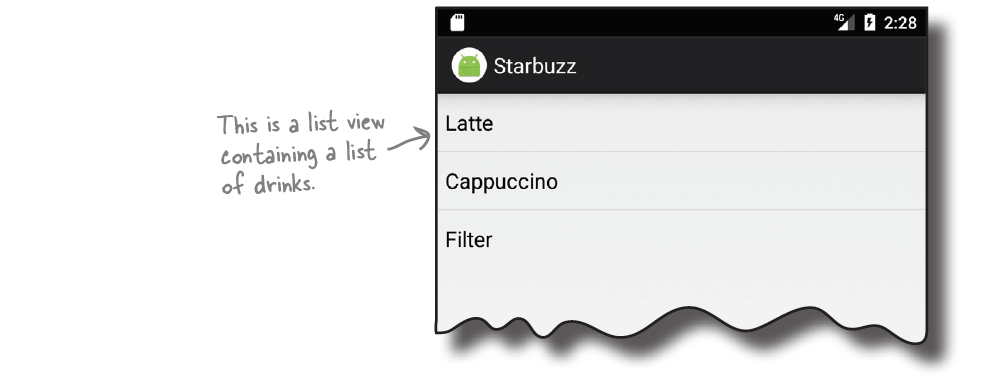 4G 2:28
Starbuzz
This is a list view
containing a list
of drinks.
Latte
Cappuccino
Filter